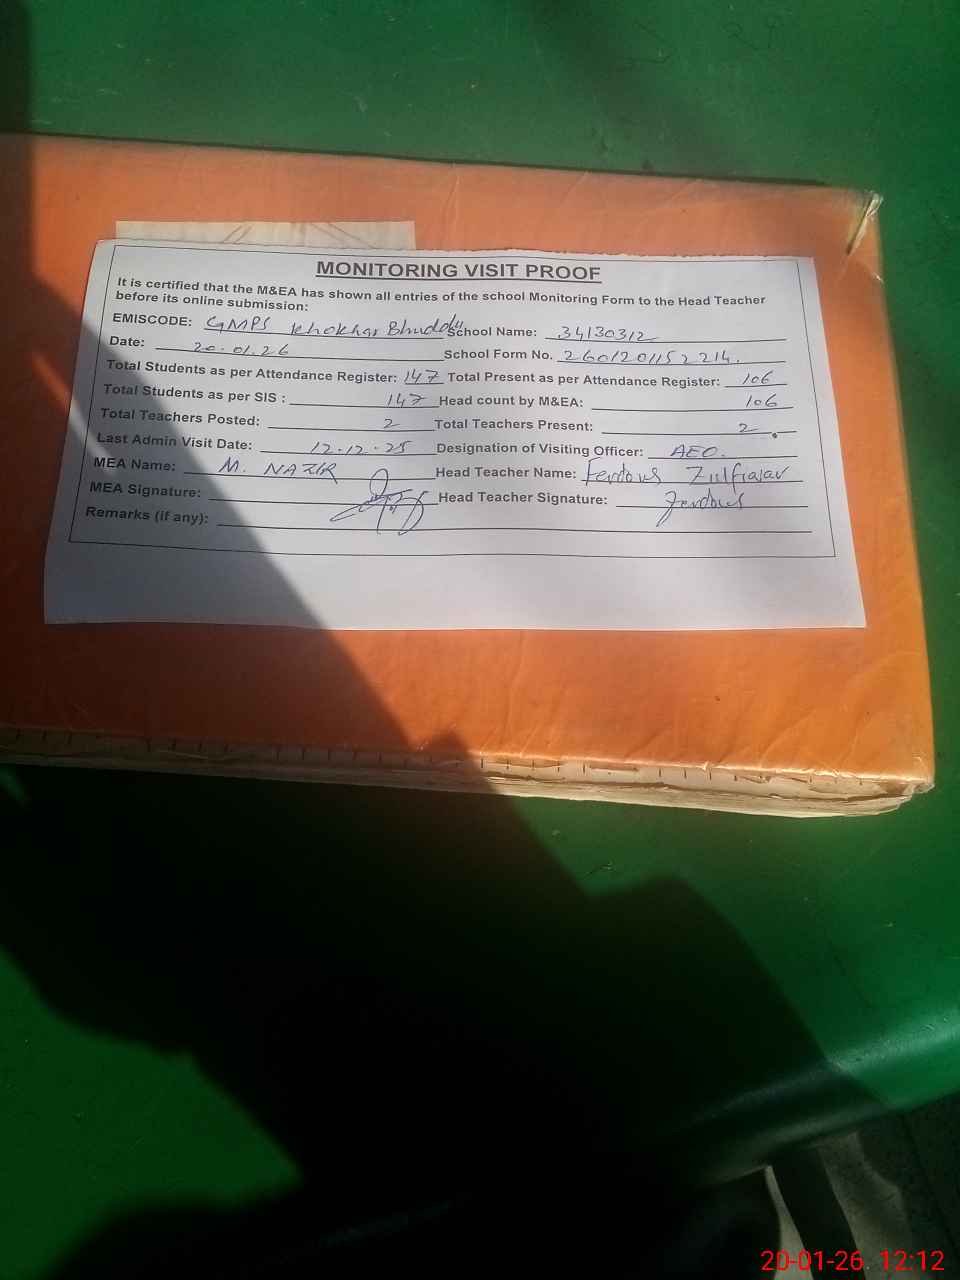 MONITORING VISIT PROOF
It is certified that the M&EA has shown all entries of the school Monitoring Form to the Head Teacher
before its online submission:
EMISCODE: GMPS Khokhar Bhuddy School Name: 34130312
Date: 20.01.26 School Form No. 260120115 2214.
Total Students as per Attendance Register: 147 Total Present as per Attendance Register: 106
Total Students as per SIS : 147 Head count by M&EA: 106
Total Teachers Posted: 2 Total Teachers Present: 2
Last Admin Visit Date: 12.12.25 Designation of Visiting Officer: AEO.
MEA Name: M. NAZIR Head Teacher Name: Ferdous
MEA Signature: Head Teacher Signature: Ferdous
Remarks (if any):
20-01-26 12:12